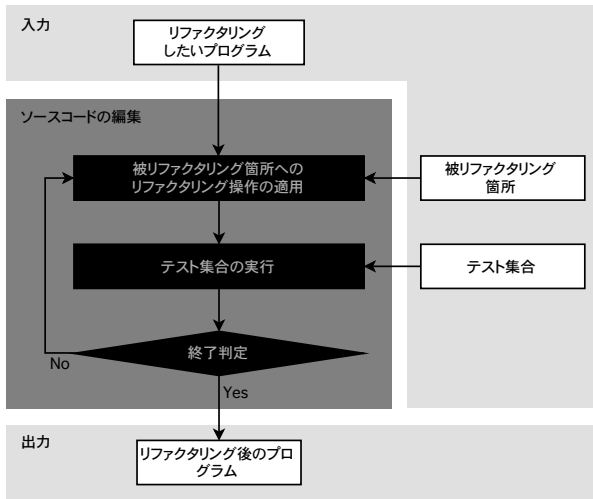 入力
リファクタリング
したいプログラム
ソースコードの編集
被リファクタリング箇所への
リファクタリング操作の適用
被リファクタリング
箇所
テスト集合の実行
テスト集合
終了判定
No
Yes
出力
リファクタリング後のプロ
グラム